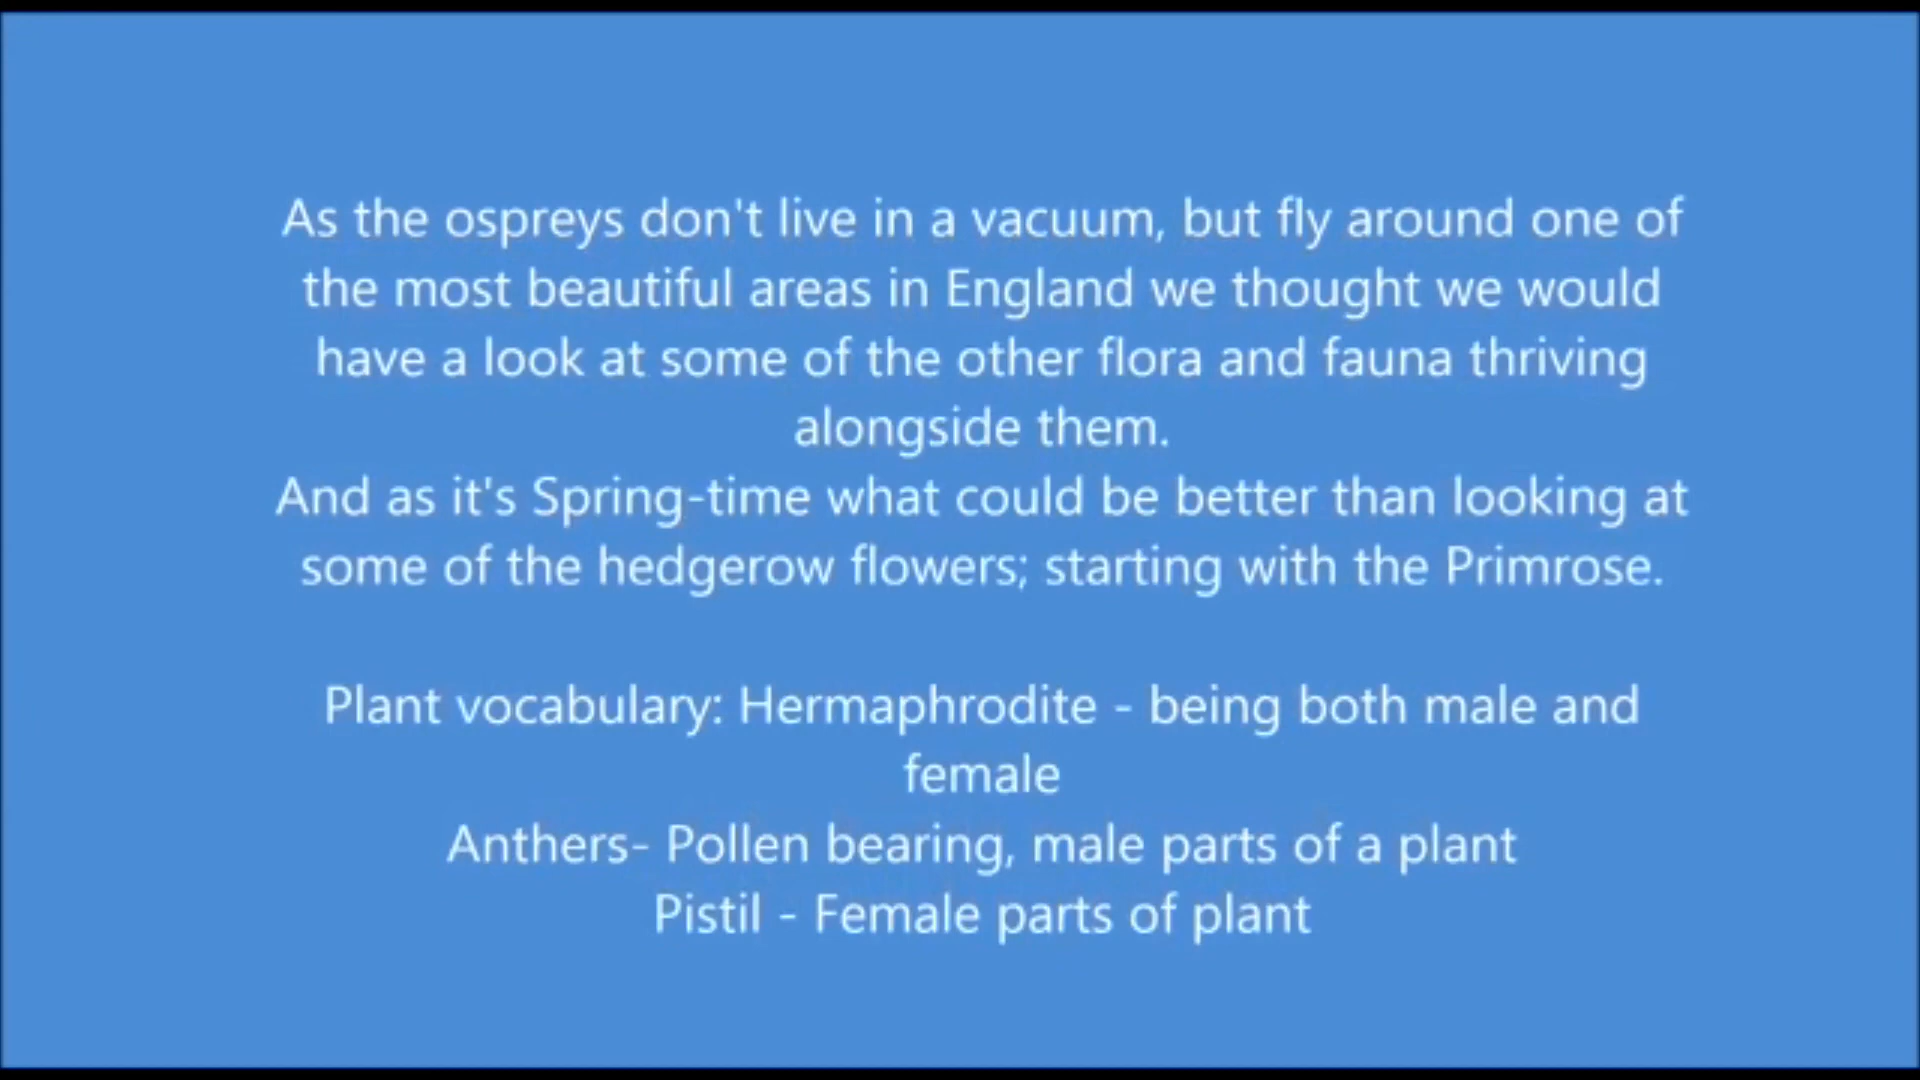 As the ospreys don't live in a vacuum, but fly around one of
the most beautiful areas in England we thought we would
have a look at some of the other flora and fauna thriving
alongside them.
And as it's Spring-time what could be better than looking at
some of the hedgerow flowers; starting with the Primrose.
Plant vocabulary: Hermaphrodite - being both male and
female
Anthers- Pollen bearing, male parts of a plant
Pistil - Female parts of plant